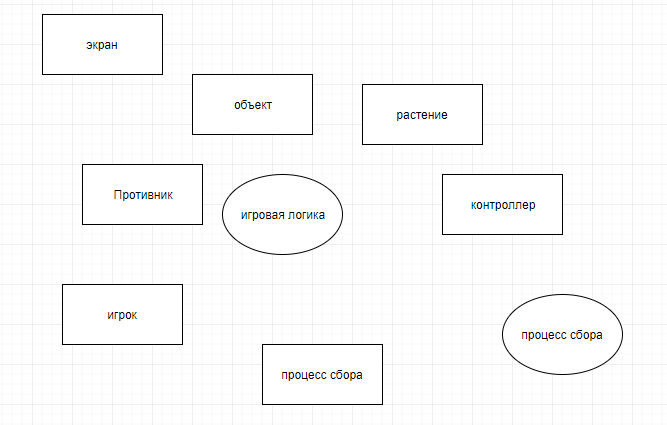 экран
объект
растение
Противник
игровая логика
контроллер
игрок
процесс сбора
процесс сбора